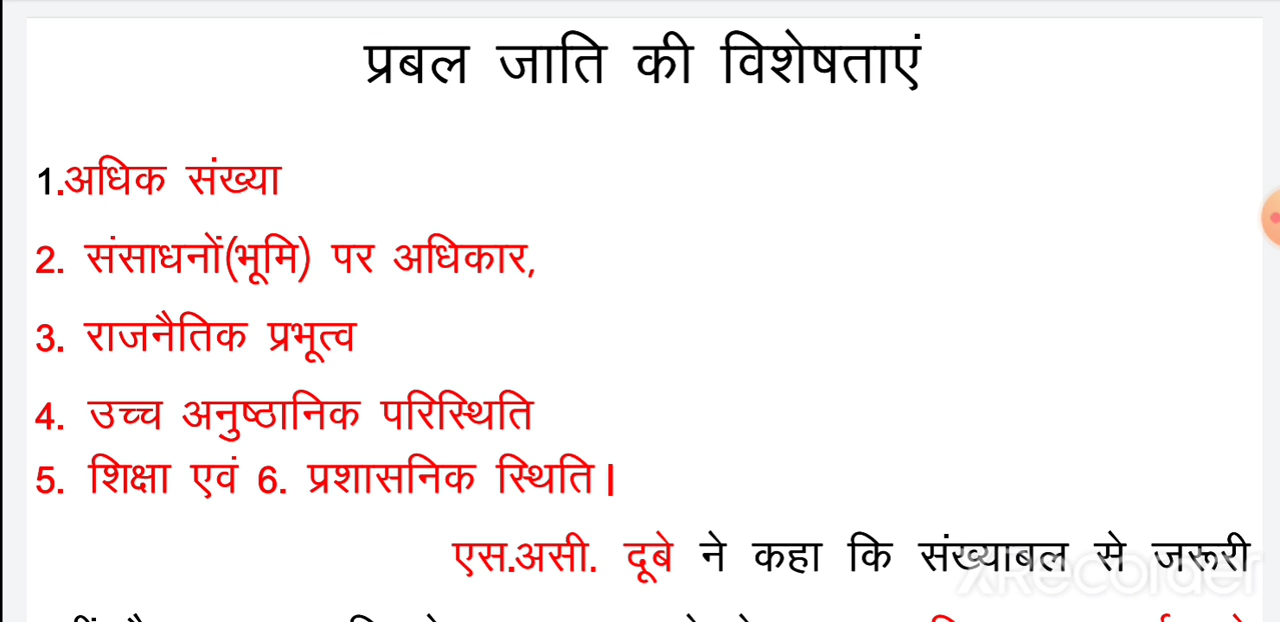 प्रबल जाति की विशेषताएं
1.अधिक संख्या
2. संसाधनों(भूमि) पर अधिकार,
3. राजनैतिक प्रभूत्व
4. उच्च अनुष्ठानिक परिस्थिति
5. शिक्षा एवं 6. प्रशासनिक स्थिति।
एस.असी. दूबे ने कहा कि संख्याबल से जरूरी
XRecorder